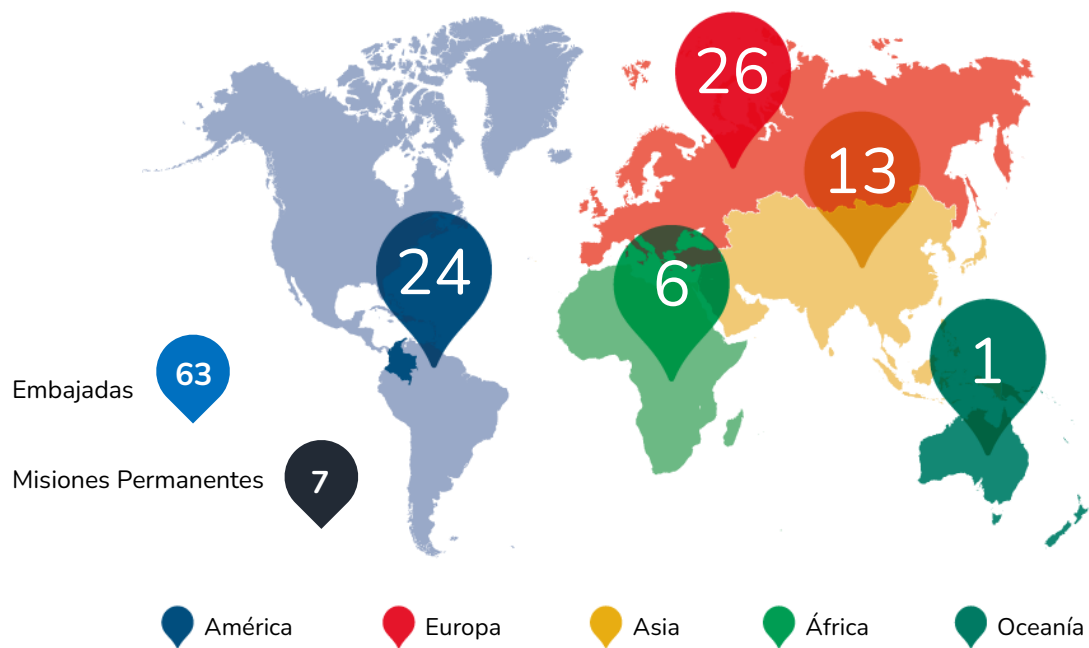 26
13
24
6
1
Embajadas 63
Misiones Permanentes 7
América Europa Asia África Oceanía